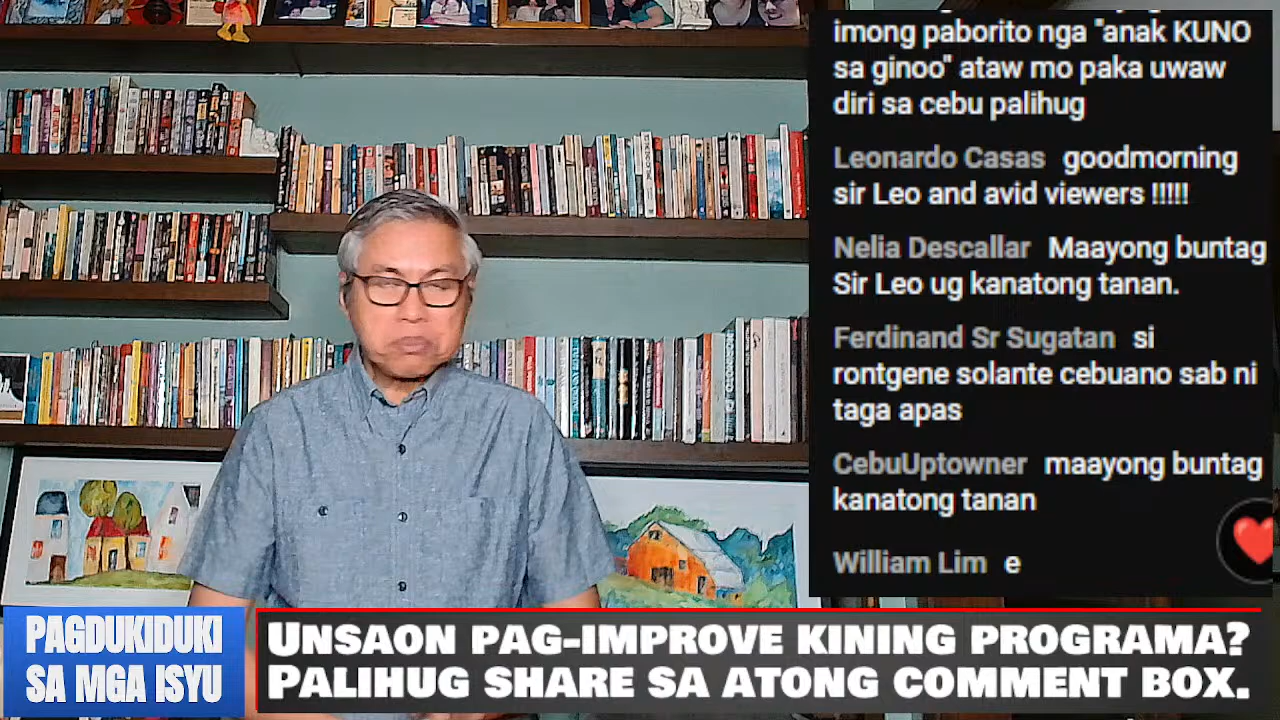 imong paborito nga "anak KUNO
sa ginoo" ataw mo paka uwaw
diri sa cebu palihug
Leonardo Casas goodmorning
sir Leo and avid viewers !!!!!
Nelia Descallar Maayong buntag
Sir Leo ug kanatong tanan.
Ferdinand Sr Sugatan si
rontgene solante cebuano sab ni
taga apas
CebuUptowner maayong buntag
kanatong tanan
William Lim e
PAGDUKIDUKI
SA MGA ISYU
UNSAON PAG-IMPROVE KINING PROGRAMA?
PALIHUG SHARE SA ATONG COMMENT BOX.